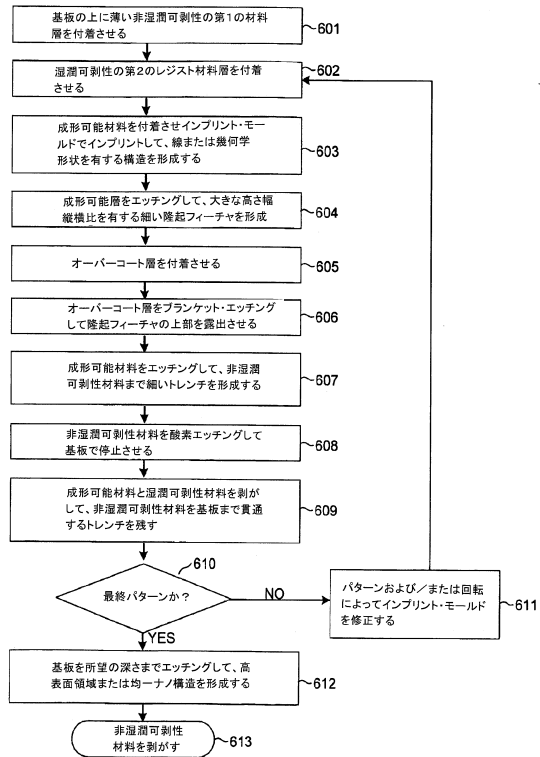 基板の上に薄い非湿潤可剥性の第1の材料
層を付着させる
601
湿潤可剥性の第2のレジスト材料層を付着
させる
602
成形可能材料を付着させインプリント・モー
ルドでインプリントして、線または幾何学
形状を有する構造を形成する
603
成形可能層をエッチングして、大きな高さ幅
縦横比を有する細い隆起フィーチャを形成
604
オーバーコート層を付着させる
605
オーバーコート層をブランケット・エッチング
して隆起フィーチャの上部を露出させる
606
成形可能材料をエッチングして、非湿潤
可剥性材料まで細いトレンチを形成する
607
非湿潤可剥性材料を酸素エッチングして
基板で停止させる
608
成形可能材料と湿潤可剥性材料を剥が
して、非湿潤可剥性材料を基板まで貫通
するトレンチを残す
609
610
最終パターンか?
NO
パターンおよび/または回転
によってインプリント・モールド
を修正する
611
YES
基板を所望の深さまでエッチングして、高
表面領域または均一ナノ構造を形成する
612
非湿潤可剥性
材料を剥がす
613